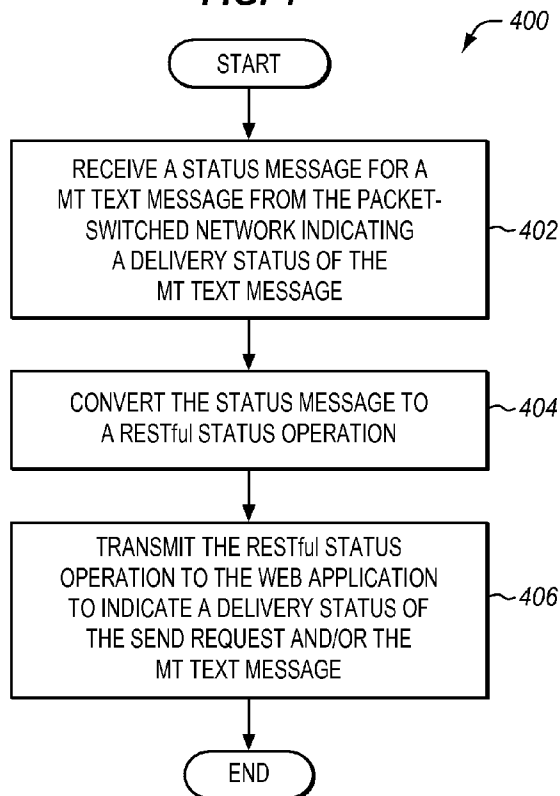 400
START
RECEIVE A STATUS MESSAGE FOR A
MT TEXT MESSAGE FROM THE PACKET-
SWITCHED NETWORK INDICATING
A DELIVERY STATUS OF THE
MT TEXT MESSAGE
402
CONVERT THE STATUS MESSAGE TO
A RESTful STATUS OPERATION
404
TRANSMIT THE RESTful STATUS
OPERATION TO THE WEB APPLICATION
TO INDICATE A DELIVERY STATUS OF
THE SEND REQUEST AND/OR THE
MT TEXT MESSAGE
406
END